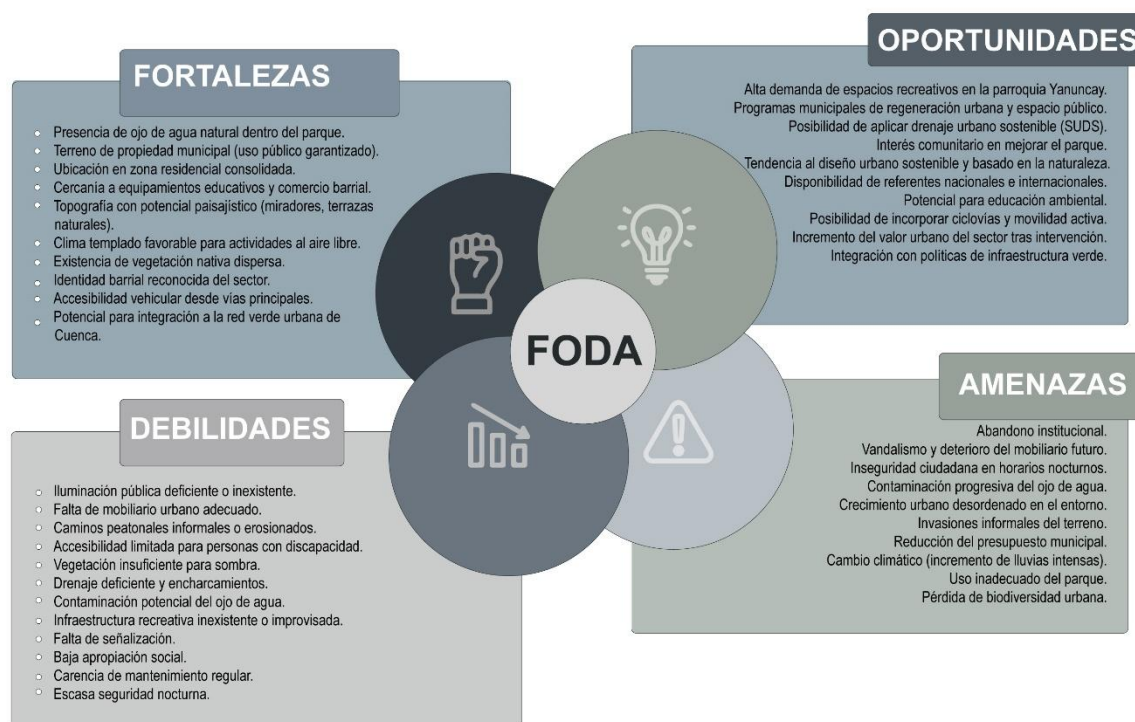 FORTALEZAS
Presencia de ojo de agua natural dentro del parque.
Terreno de propiedad municipal (uso público garantizado).
Ubicación en zona residencial consolidada.
Cercanía a equipamientos educativos y comercio barrial.
Topografía con potencial paisajístico (miradores, terrazas
naturales).
Clima templado favorable para actividades al aire libre.
Existencia de vegetación nativa dispersa.
Identidad barrial reconocida del sector.
Accesibilidad vehicular desde vías principales.
Potencial para integración a la red verde urbana de
Cuenca.
OPORTUNIDADES
Alta demanda de espacios recreativos en la parroquia Yanuncay.
Programas municipales de regeneración urbana y espacio público.
Posibilidad de aplicar drenaje urbano sostenible (SUDS).
Interés comunitario en mejorar el parque.
Tendencia al diseño urbano sostenible y basado en la naturaleza.
Disponibilidad de referentes nacionales e internacionales.
Potencial para educación ambiental.
Posibilidad de incorporar ciclovías y movilidad activa.
Incremento del valor urbano del sector tras intervención.
Integración con políticas de infraestructura verde.
FODA
DEBILIDADES
Iluminación pública deficiente o inexistente.
Falta de mobiliario urbano adecuado.
Caminos peatonales informales o erosionados.
Accesibilidad limitada para personas con discapacidad.
Vegetación insuficiente para sombra.
Drenaje deficiente y encharcamientos.
Contaminación potencial del ojo de agua.
Infraestructura recreativa inexistente o improvisada.
Falta de señalización.
Baja apropiación social.
Carencia de mantenimiento regular.
Escasa seguridad nocturna.
AMENAZAS
Abandono institucional.
Vandalismo y deterioro del mobiliario futuro.
Inseguridad ciudadana en horarios nocturnos.
Contaminación progresiva del ojo de agua.
Crecimiento urbano desordenado en el entorno.
Invasiones informales del terreno.
Reducción del presupuesto municipal.
Cambio climático (incremento de lluvias intensas).
Uso inadecuado del parque.
Pérdida de biodiversidad urbana.